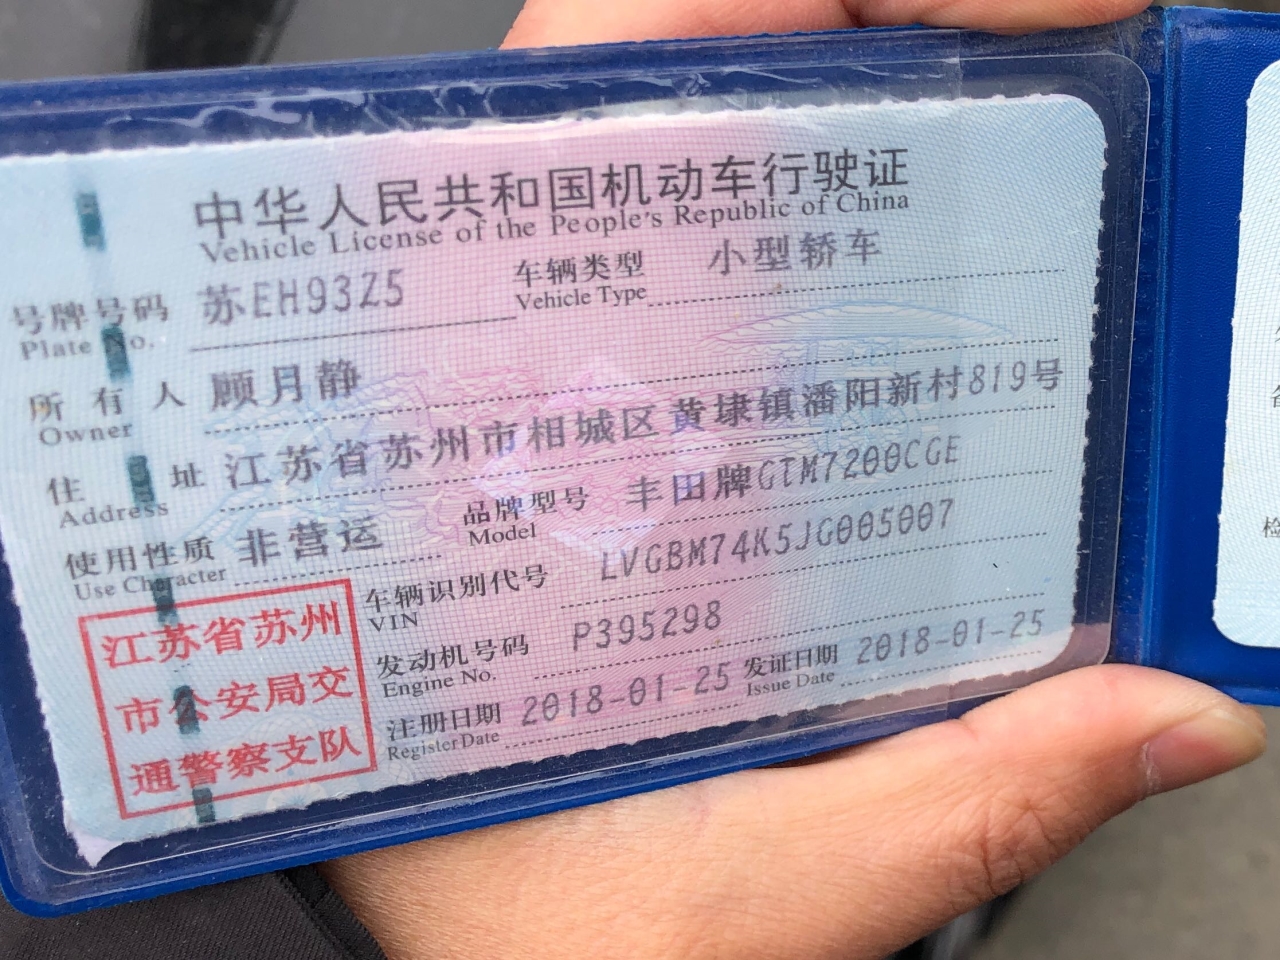 中华人民共和国机动车行驶证
Vehicle License of the People's Republic of China
号牌号码 苏EH93Z5 车辆类型 小型轿车
Plate No. Vehicle Type
所有人 顾月静
Owner
住址 江苏省苏州市相城区黄埭镇潘阳新村819号
Address
使用性质 非营运 品牌型号 丰田牌GTM7200CGE
Use Character Model
车辆识别代号 LVGBM74K5JG005007
VIN
发动机号码 P395298
Engine No.
注册日期 2018-01-25 发证日期 2018-01-25
Register Date Issue Date
江苏省苏州
市公安局交
通警察支队
备
检